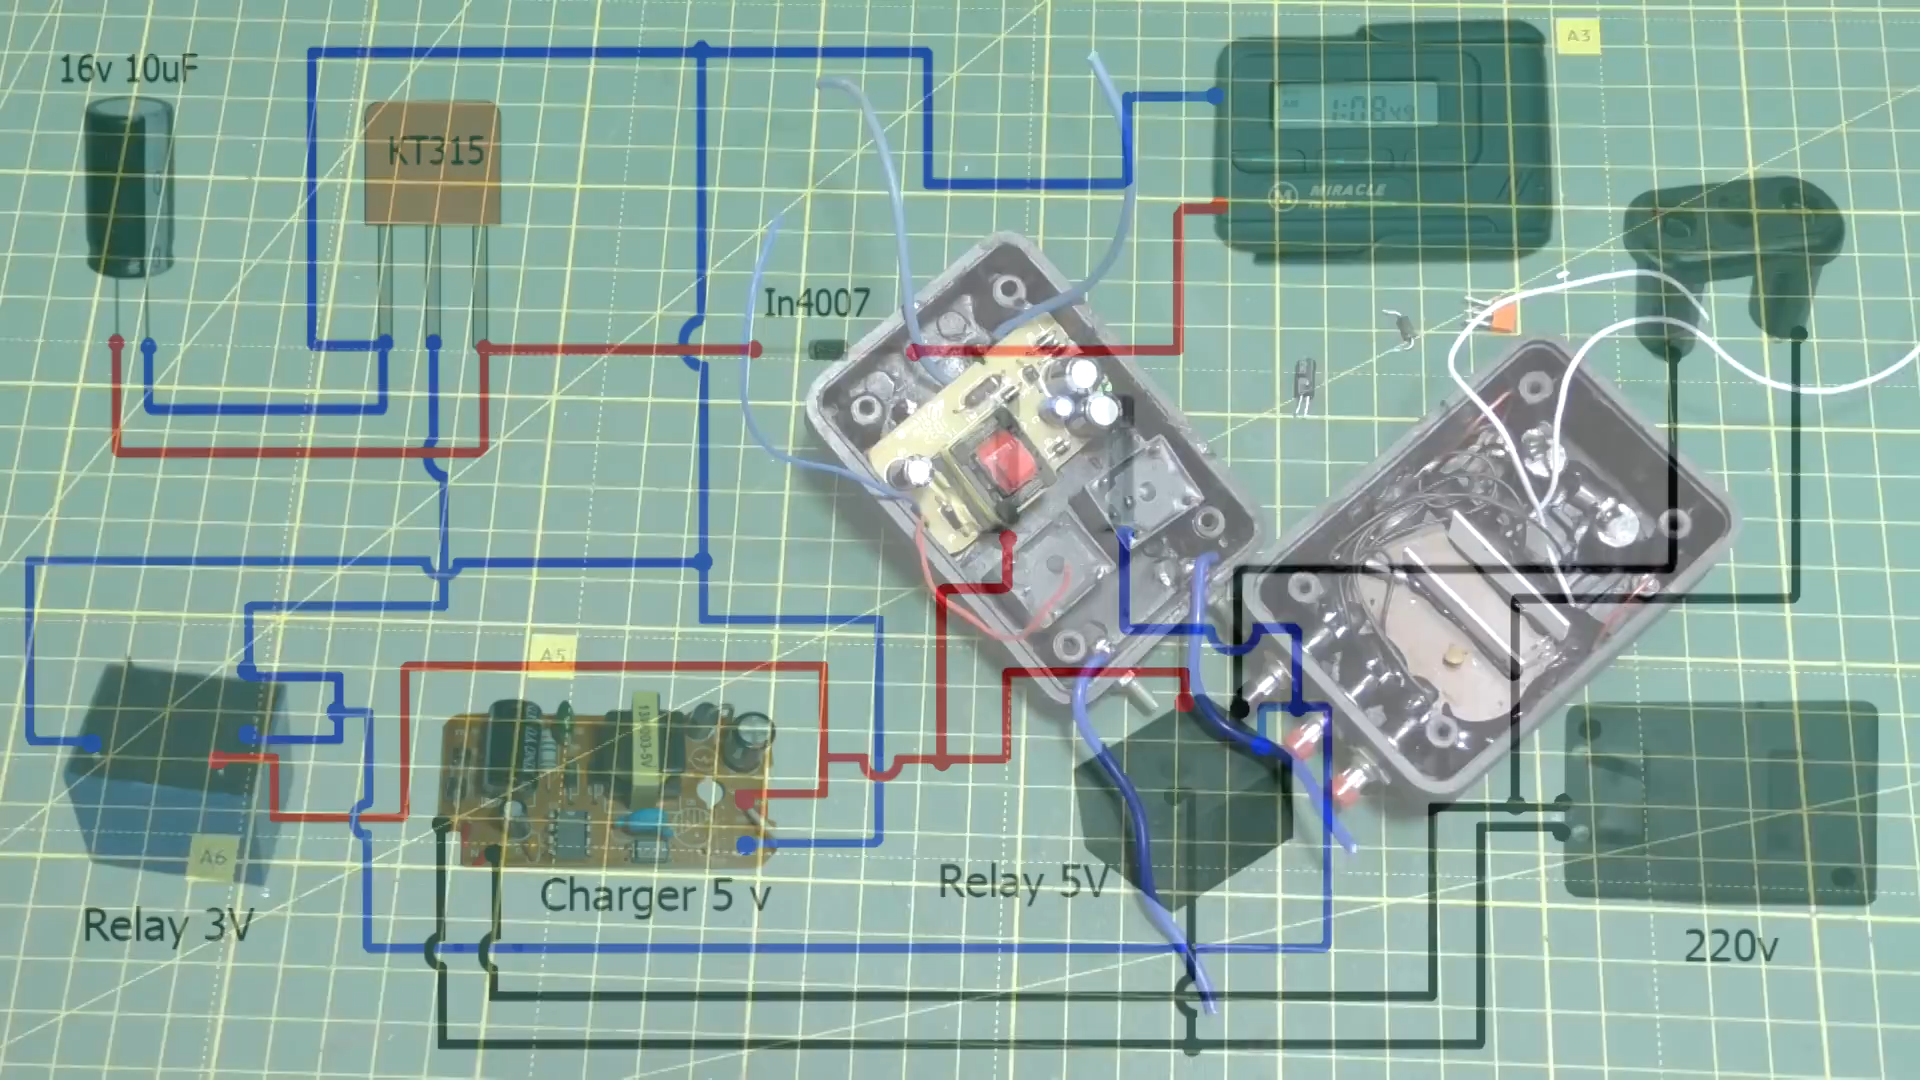 16v 10uF
KT315
In4007
1:08
MIRACLE
A3
A5
A6
Relay 3V
Charger 5 v
Relay 5V
220v